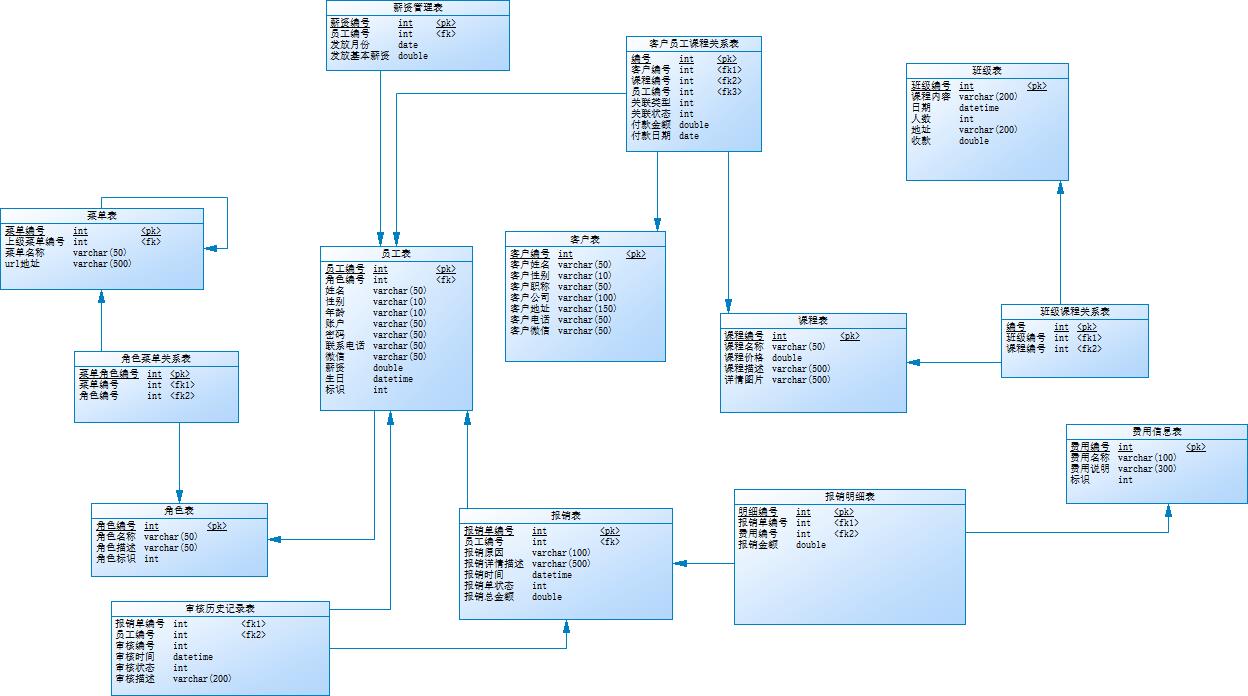 薪资管理表
薪资编号 int <pk>
员工编号 int <fk>
发放月份 date
发放基本薪资 double
客户员工课程关系表
编号 int <pk>
客户编号 int <fk1>
课程编号 int <fk2>
员工编号 int <fk3>
关联类型 int
关联状态 int
付款金额 double
付款日期 date
班级表
班级编号 int <pk>
课程内容 varchar(200)
日期 datetime
人数 int
地址 varchar(200)
收款 double
菜单表
菜单编号 int <pk>
上级菜单编号 int <fk>
菜单名称 varchar(50)
url地址 varchar(500)
员工表
员工编号 int <pk>
角色编号 int <fk>
姓名 varchar(50)
性别 varchar(10)
年龄 varchar(10)
账户 varchar(50)
密码 varchar(50)
联系电话 varchar(50)
微信 varchar(50)
薪资 double
生日 datetime
标识 int
客户表
客户编号 int <pk>
客户姓名 varchar(50)
客户性别 varchar(10)
客户职称 varchar(50)
客户公司 varchar(100)
客户地址 varchar(150)
客户电话 varchar(50)
客户微信 varchar(50)
课程表
课程编号 int <pk>
课程名称 varchar(50)
课程价格 double
课程描述 varchar(500)
详情图片 varchar(500)
班级课程关系表
编号 int <pk>
班级编号 int <fk1>
课程编号 int <fk2>
角色菜单关系表
菜单角色编号 int <pk>
菜单编号 int <fk1>
角色编号 int <fk2>
费用信息表
费用编号 int <pk>
费用名称 varchar(100)
费用说明 varchar(300)
标识 int
角色表
角色编号 int <pk>
角色名称 varchar(50)
角色描述 varchar(50)
角色标识 int
报销表
报销单编号 int <pk>
员工编号 int <fk>
报销原因 varchar(100)
报销详情描述 varchar(500)
报销时间 datetime
报销单状态 int
报销总金额 double
报销明细表
明细编号 int <pk>
报销单编号 int <fk1>
费用编号 int <fk2>
报销金额 double
审核历史记录表
报销单编号 int <fk1>
员工编号 int <fk2>
审核编号 int
审核时间 datetime
审核状态 int
审核描述 varchar(200)